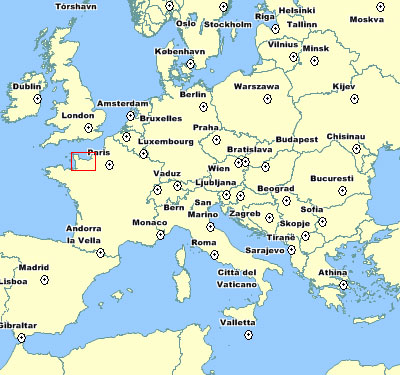 Tórshavn
Helsinki
Oslo
Stockholm
Riga
Tallinn
Moskva
København
Vilnius
Minsk
Dublin
Amsterdam
Berlin
Warszawa
Kijev
London
Bruxelles
Praha
Budapest
Chisinau
Luxembourg
Bratislava
Paris
Wien
Vaduz
Ljubljana
Bucuresti
Bern
San
Marino
Beograd
Zagreb
Sofia
Monaco
Skopje
Andorra
la Vella
Tiranë
Roma
Sarajevo
Madrid
Lisboa
Città del
Vaticano
Athina
Gibraltar
Valletta